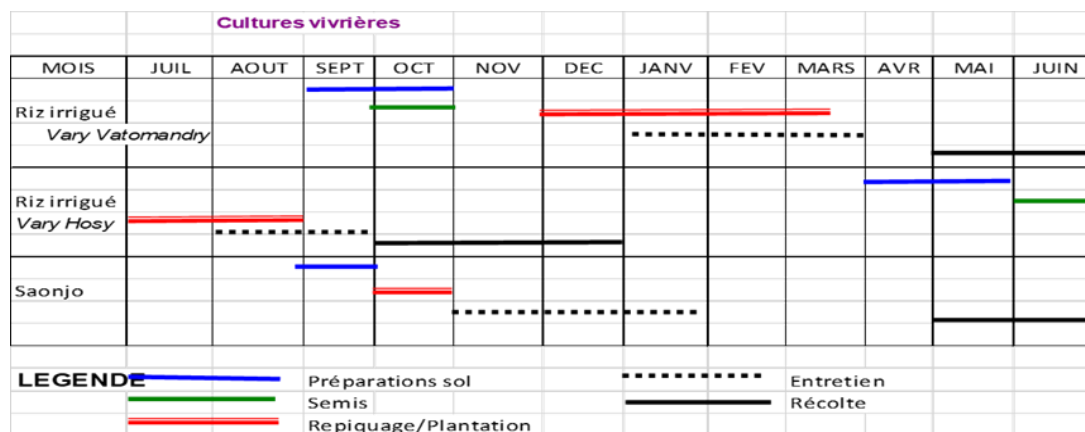 Cultures vivrières
MOIS JUIL AOUT SEPT OCT NOV DEC JANV FEV MARS AVR MAI JUIN
Riz irrigué
Vary Vatomandry
Riz irrigué
Vary Hosy
Saonjo
LEGENDE Préparations sol Entretien
Semis Récolte
Repiquage/Plantation